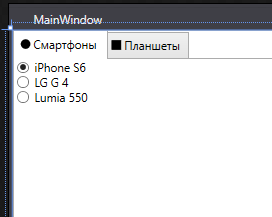 MainWindow
Смартфоны
Планшеты
iPhone S6
LG G 4
Lumia 550